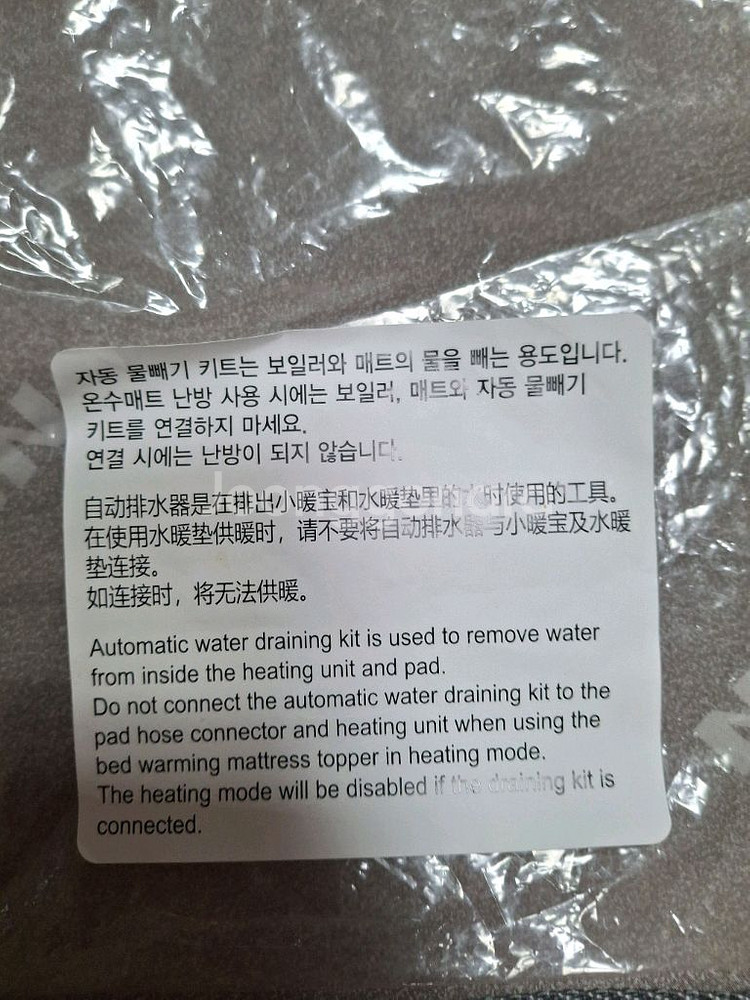 자동 물빼기 키트는 보일러와 매트의 물을 빼는 용도입니다.
온수매트 난방 사용 시에는 보일러, 매트와 자동 물빼기
키트를 연결하지 마세요.
연결 시에는 난방이 되지 않습니다.
自动排水器是在排出小暖宝和水暖垫里的水时使用的工具。
在使用水暖垫供暖时，请不要将自动排水器与小暖宝及水暖
垫连接。
如连接时，将无法供暖。
Automatic water draining kit is used to remove water
from inside the heating unit and pad.
Do not connect the automatic water draining kit to the
pad hose connector and heating unit when using the
bed warming mattress topper in heating mode.
The heating mode will be disabled if the draining kit is
connected.